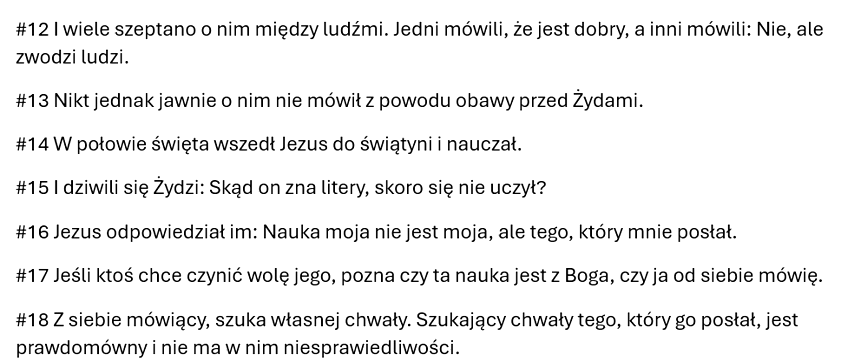 #12 I wiele szeptano o nim między ludźmi. Jedni mówili, że jest dobry, a inni mówili: Nie, ale
zwodzi ludzi.
#13 Nikt jednak jawnie o nim nie mówił z powodu obawy przed Żydami.
#14 W połowie święta wszedł Jezus do świątyni i nauczał.
#15 I dziwili się Żydzi: Skąd on zna litery, skoro się nie uczył?
#16 Jezus odpowiedział im: Nauka moja nie jest moja, ale tego, który mnie posłał.
#17 Jeśli ktoś chce czynić wolę jego, pozna czy ta nauka jest z Boga, czy ja od siebie mówię.
#18 Z siebie mówiący, szuka własnej chwały. Szukający chwały tego, który go posłał, jest
prawdomówny i nie ma w nim niesprawiedliwości.